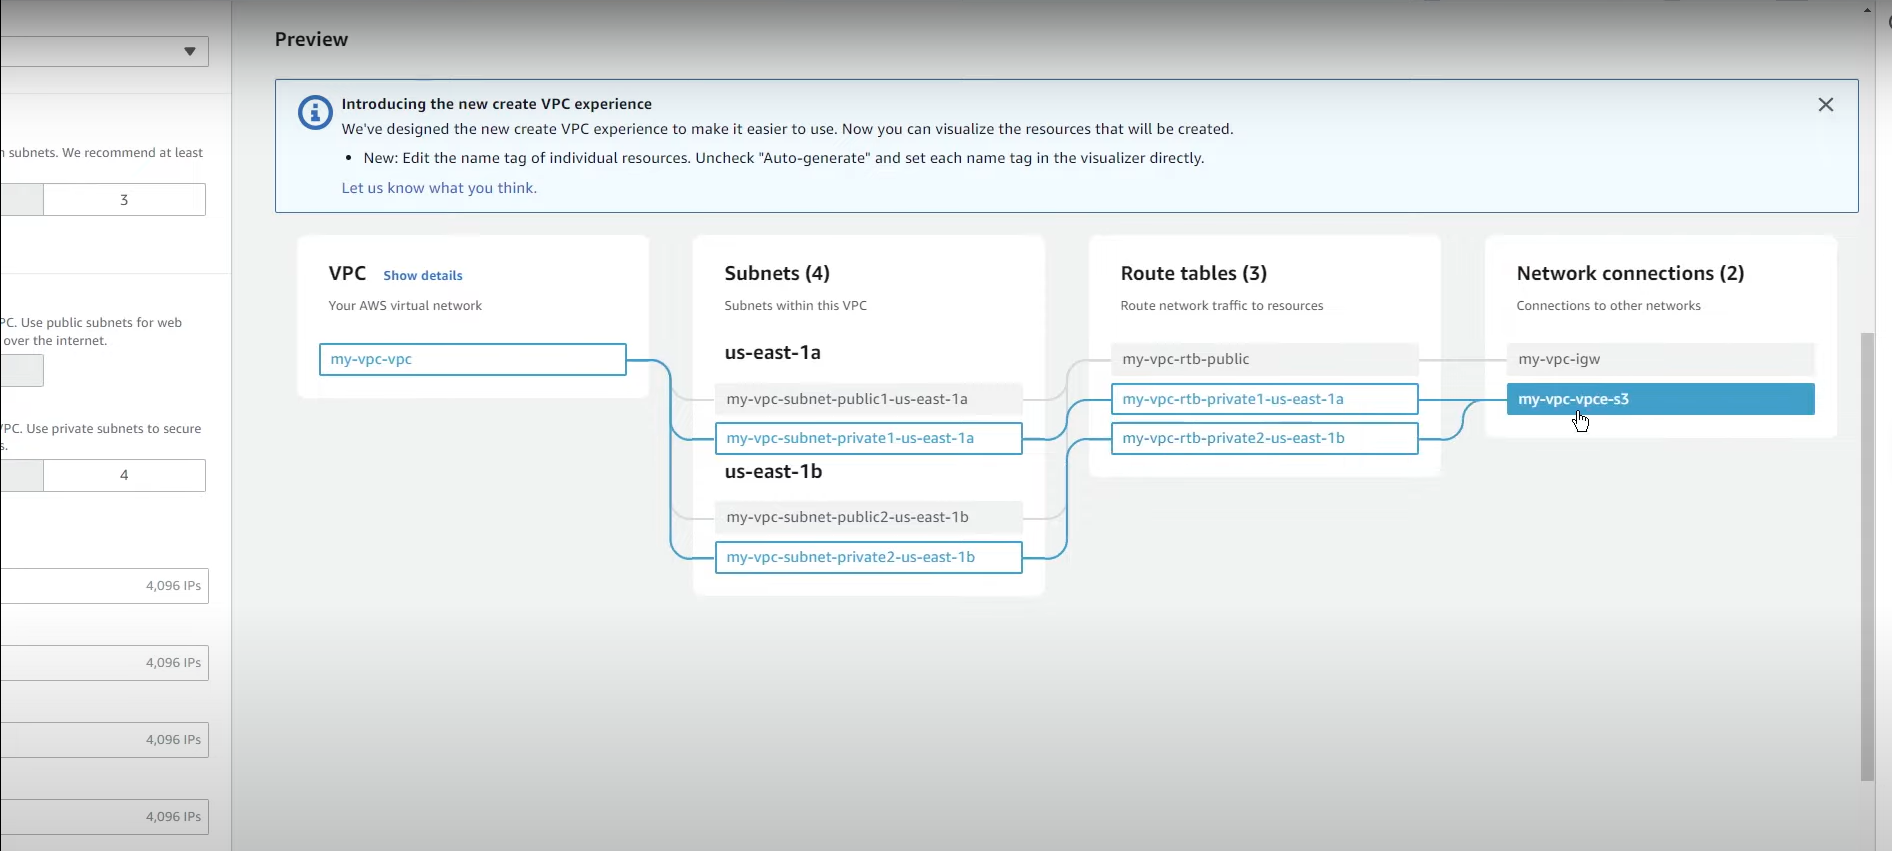 Preview
Introducing the new create VPC experience
We've designed the new create VPC experience to make it easier to use. Now you can visualize the resources that will be created.
• New: Edit the name tag of individual resources. Uncheck "Auto-generate" and set each name tag in the visualizer directly.
Let us know what you think.
subnets. We recommend at least
3
PC. Use public subnets for web
over the internet.
PC. Use private subnets to secure
s.
4
4,096 IPs
4,096 IPs
4,096 IPs
4,096 IPs
VPC Show details
Your AWS virtual network
my-vpc-vpc
Subnets (4)
Subnets within this VPC
us-east-1a
my-vpc-subnet-public1-us-east-1a
my-vpc-subnet-private1-us-east-1a
us-east-1b
my-vpc-subnet-public2-us-east-1b
my-vpc-subnet-private2-us-east-1b
Route tables (3)
Route network traffic to resources
my-vpc-rtb-public
my-vpc-rtb-private1-us-east-1a
my-vpc-rtb-private2-us-east-1b
Network connections (2)
Connections to other networks
my-vpc-igw
my-vpc-vpce-s3